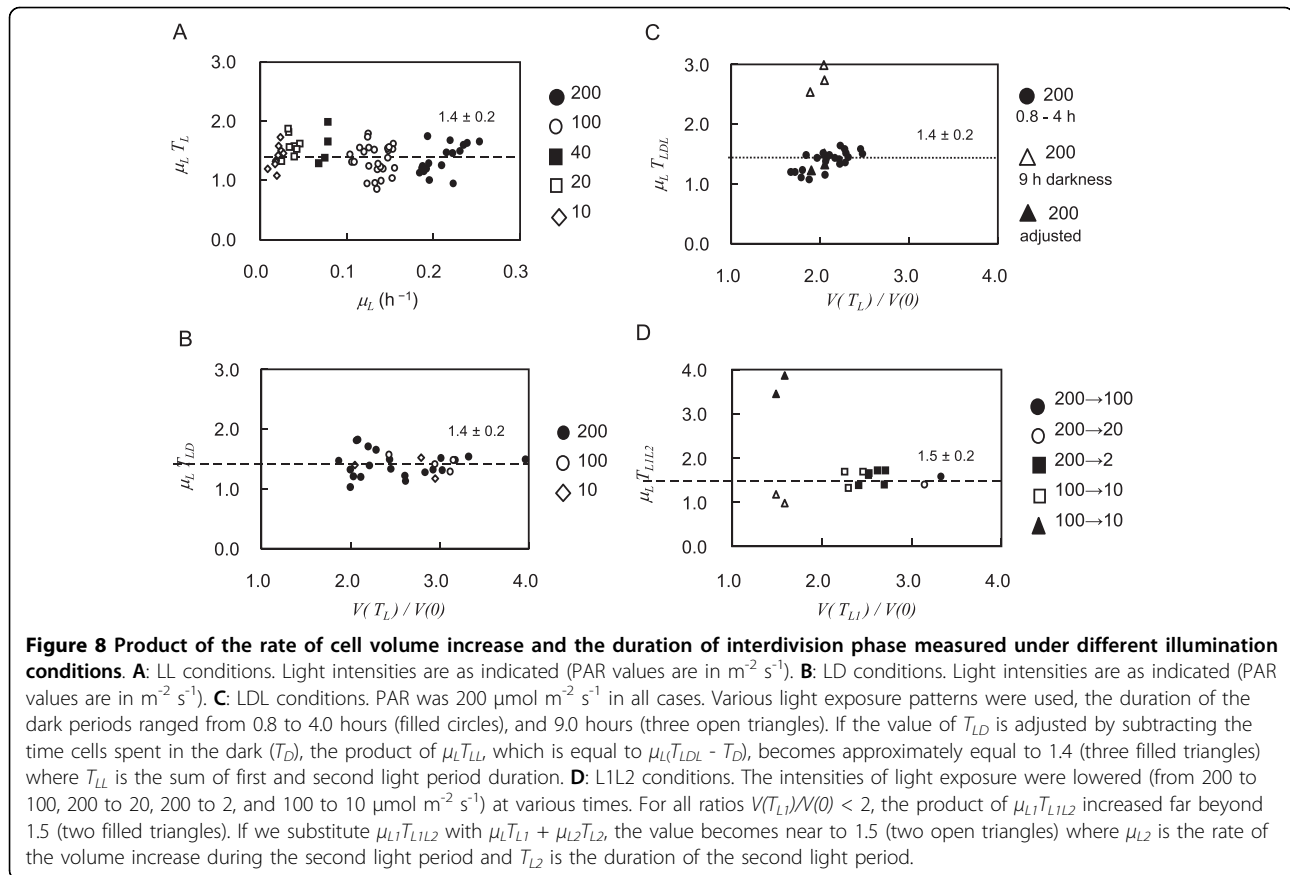 A
3.0
2.0
1.0
0.0
μL TL
1.4 ± 0.2
0.0 0.1 0.2 0.3
μL (h⁻¹)
200
100
40
20
10
C
3.0
2.0
1.0
0.0
μL TLDL
1.4 ± 0.2
1.0 2.0 3.0 4.0
V(TL) / V(0)
200
0.8 - 4 h
200
9 h darkness
200
adjusted
B
3.0
2.0
1.0
0.0
μL TLD
1.4 ± 0.2
1.0 2.0 3.0 4.0
V(TL) / V(0)
200
100
10
D
4.0
3.0
2.0
1.0
0.0
μL TL1L2
1.5 ± 0.2
1.0 2.0 3.0 4.0
V(TL1) / V(0)
200→100
200→20
200→2
100→10
100→10
Figure 8 Product of the rate of cell volume increase and the duration of interdivision phase measured under different illumination
conditions. A: LL conditions. Light intensities are as indicated (PAR values are in m⁻² s⁻¹). B: LD conditions. Light intensities are as indicated (PAR
values are in m⁻² s⁻¹). C: LDL conditions. PAR was 200 μmol m⁻² s⁻¹ in all cases. Various light exposure patterns were used, the duration of the
dark periods ranged from 0.8 to 4.0 hours (filled circles), and 9.0 hours (three open triangles). If the value of TLD is adjusted by subtracting the
time cells spent in the dark (TD), the product of μLTLL, which is equal to μL(TLDL - TD), becomes approximately equal to 1.4 (three filled triangles)
where TLL is the sum of first and second light period duration. D: L1L2 conditions. The intensities of light exposure were lowered (from 200 to
100, 200 to 20, 200 to 2, and 100 to 10 μmol m⁻² s⁻¹) at various times. For all ratios V(TL1)/V(0) < 2, the product of μL1TL1L2 increased far beyond
1.5 (two filled triangles). If we substitute μL1TL1L2 with μLTL1 + μL2TL2, the value becomes near to 1.5 (two open triangles) where μL2 is the rate of
the volume increase during the second light period and TL2 is the duration of the second light period.